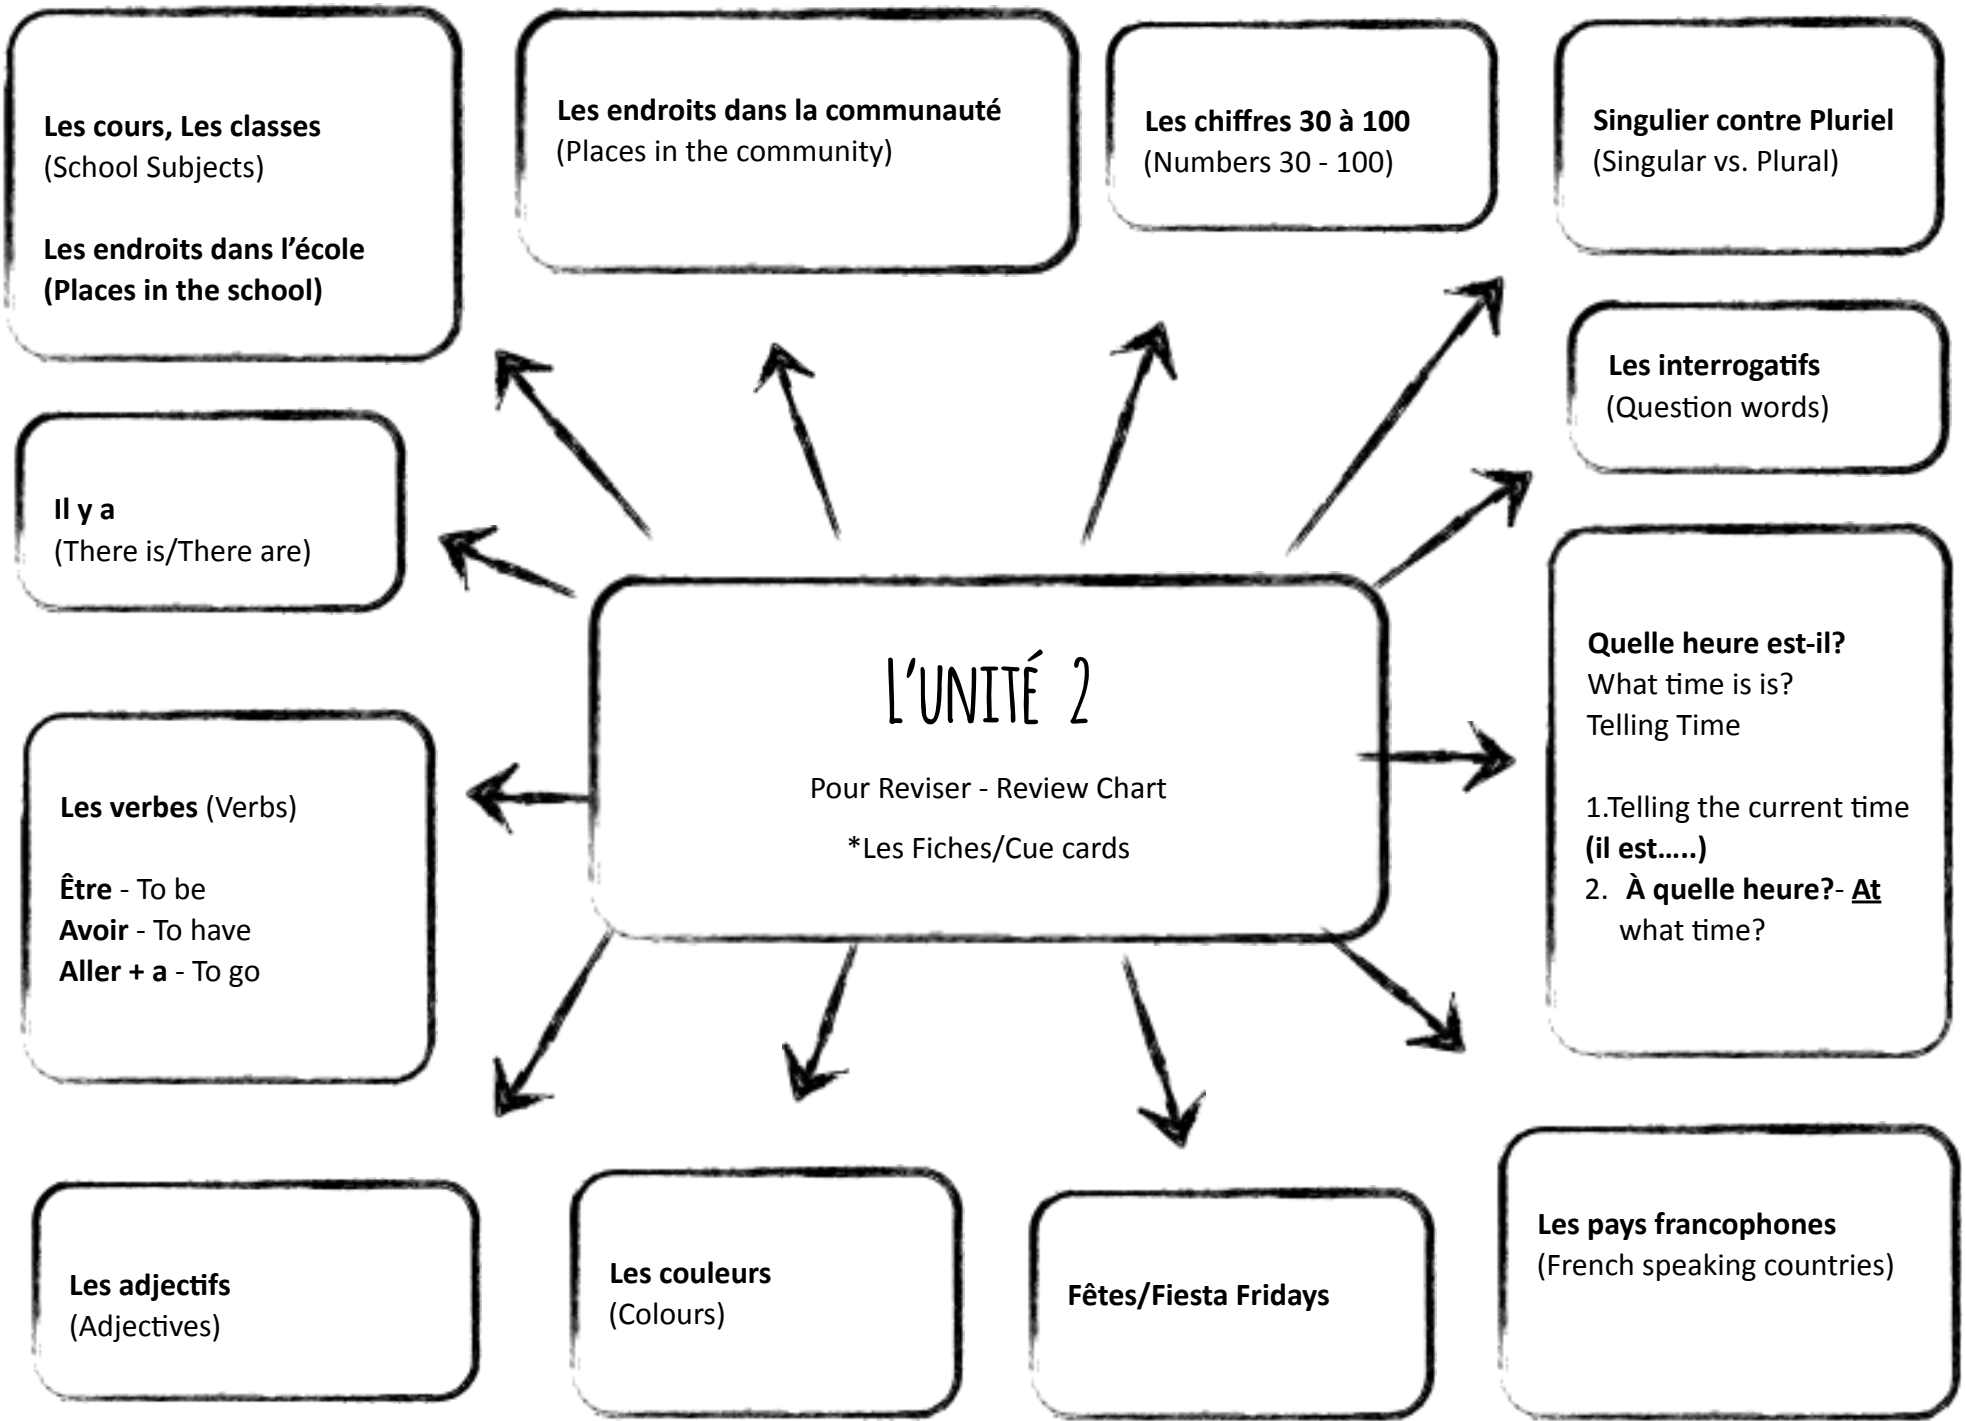 Les cours, Les classes
(School Subjects)
Les endroits dans l’école
(Places in the school)
Les endroits dans la communauté
(Places in the community)
Les chiffres 30 à 100
(Numbers 30 - 100)
Singulier contre Pluriel
(Singular vs. Plural)
Les interrogatifs
(Question words)
Il y a
(There is/There are)
L’unité 2
Pour Reviser - Review Chart
*Les Fiches/Cue cards
Quelle heure est-il?
What time is is?
Telling Time
1.Telling the current time
(il est…..)
2. À quelle heure?- At
what time?
Les verbes (Verbs)
Être - To be
Avoir - To have
Aller + a - To go
Les adjectifs
(Adjectives)
Les couleurs
(Colours)
Fêtes/Fiesta Fridays
Les pays francophones
(French speaking countries)